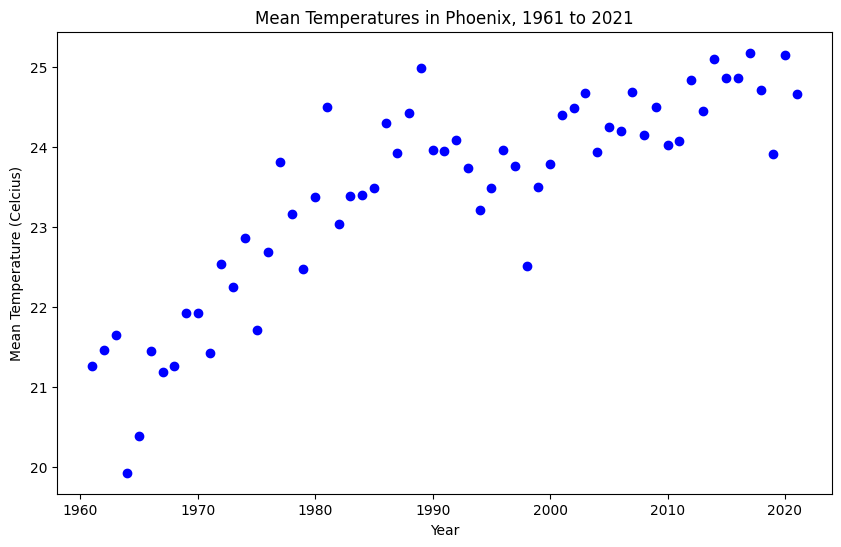 Mean Temperatures in Phoenix, 1961 to 2021
Mean Temperature (Celcius)
25
24
23
22
21
20
1960 1970 1980 1990 2000 2010 2020
Year